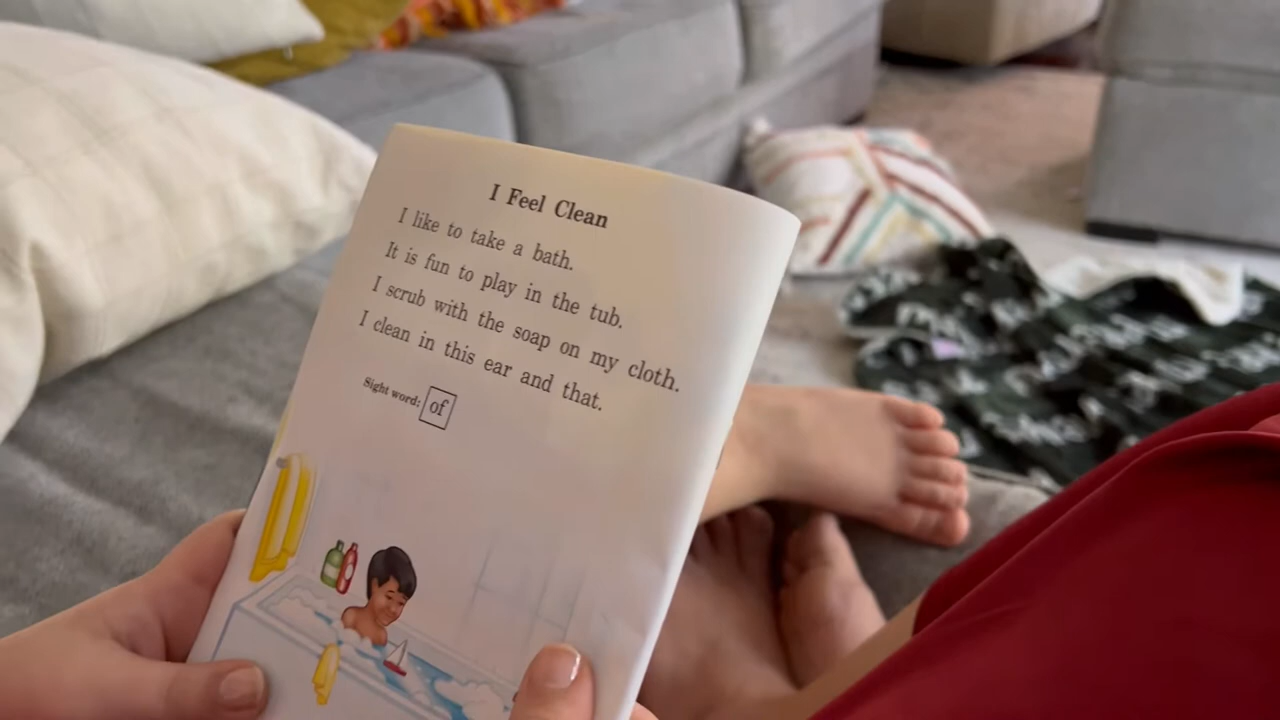 I Feel Clean
I like to take a bath.
It is fun to play in the tub.
I scrub with the soap on my cloth.
I clean in this ear and that.
Sight word: of